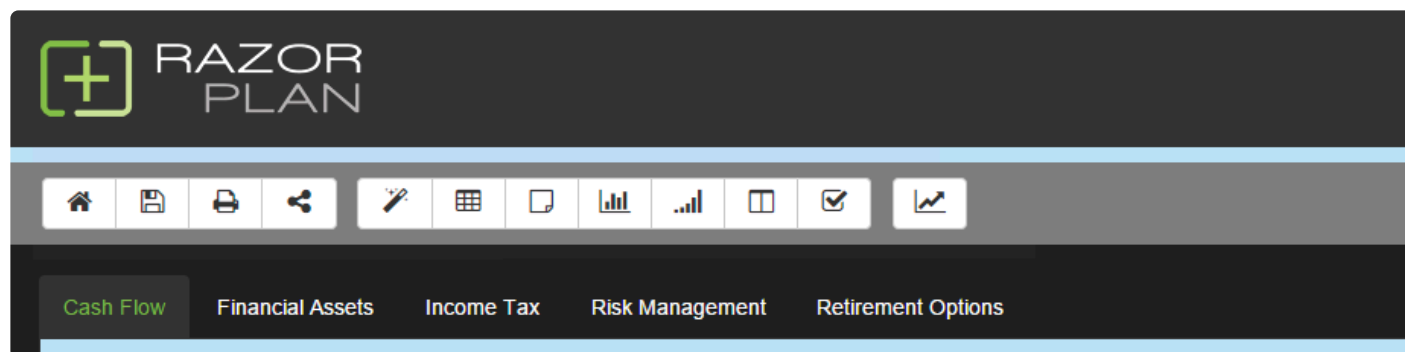 RAZOR
PLAN
Cash Flow Financial Assets Income Tax Risk Management Retirement Options